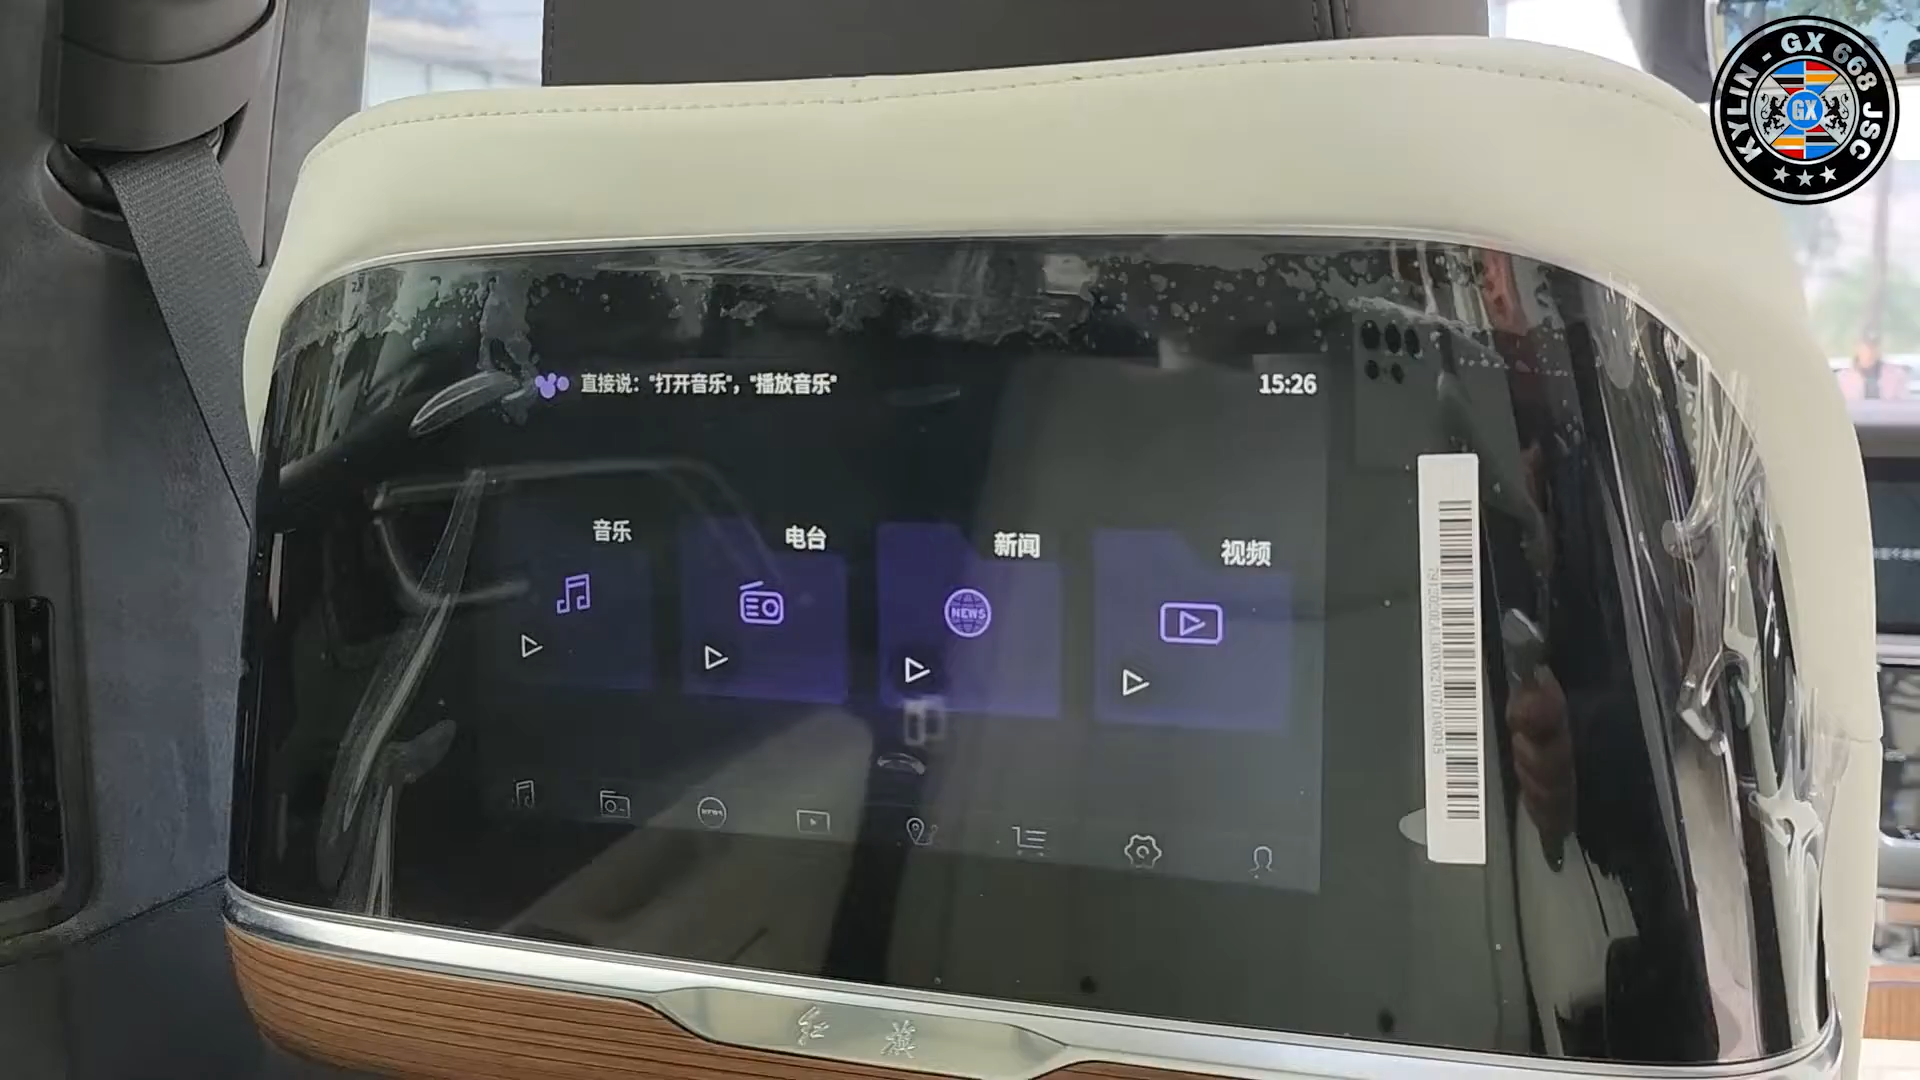 KYLIN - GX 668 JSC
GX
直接说："打开音乐"，"播放音乐"
15:26
音乐
电台
新闻
视频
NEWS
红旗